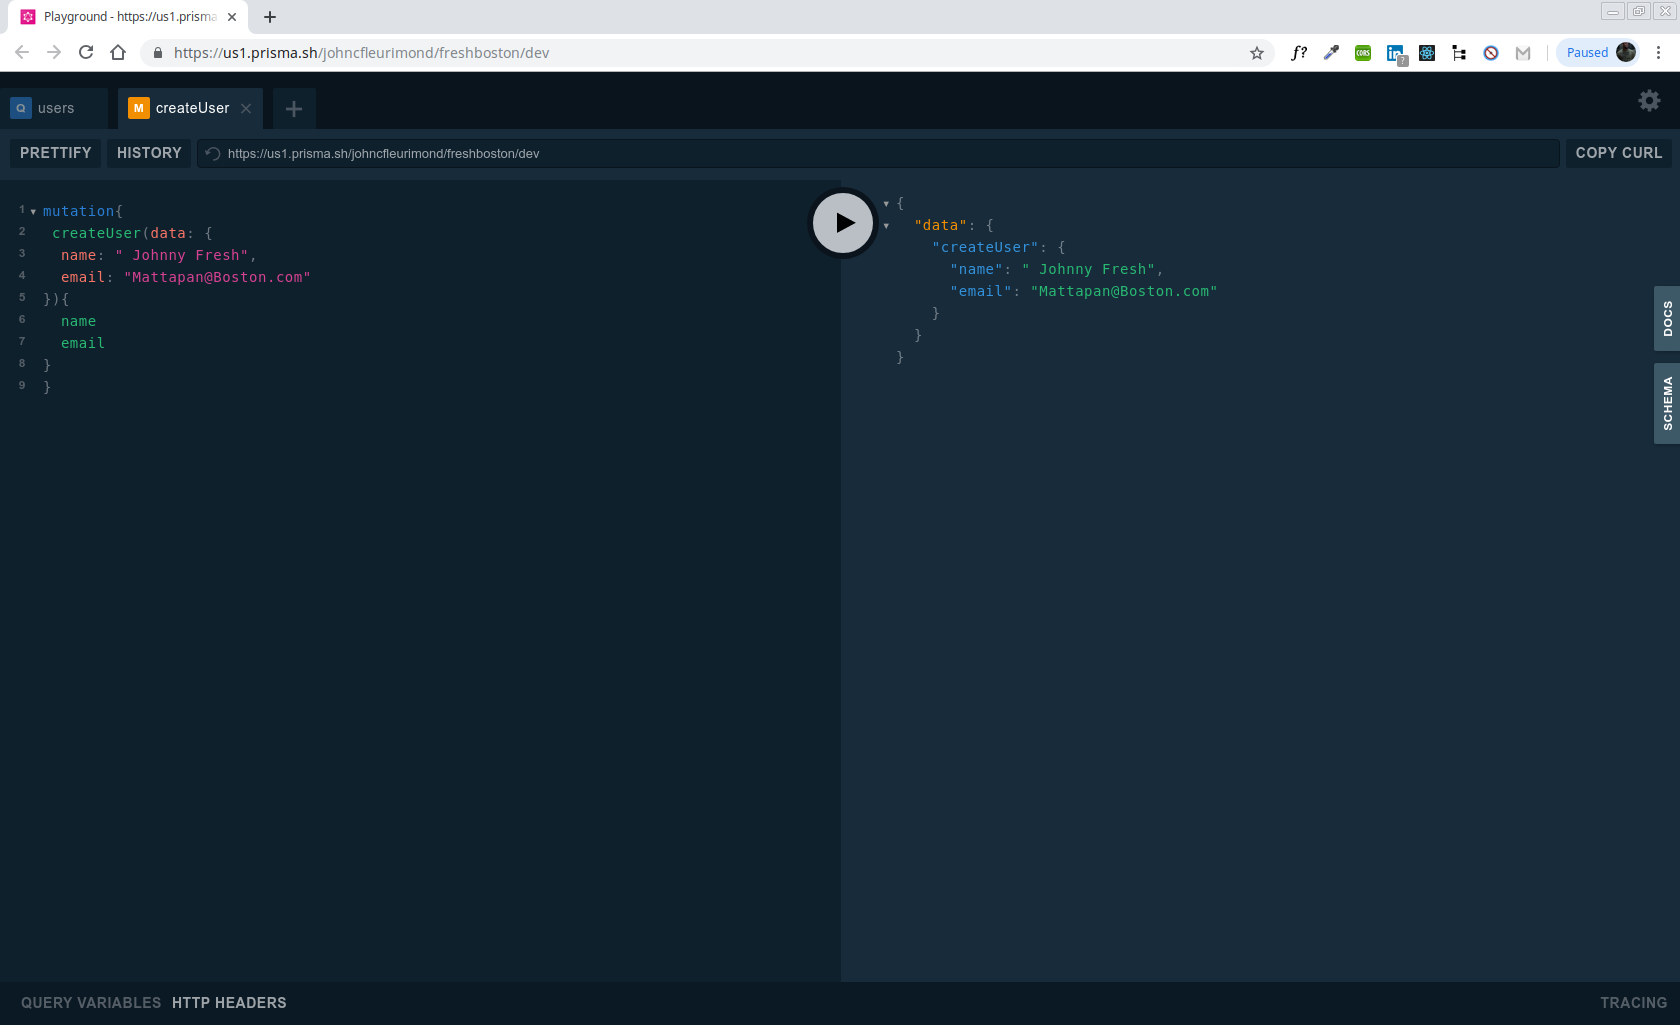 Playground - https://us1.prisma
https://us1.prisma.sh/johncfleurimond/freshboston/dev
f?
CORS
in
?
Paused
Q users
M createUser
PRETTIFY HISTORY https://us1.prisma.sh/johncfleurimond/freshboston/dev COPY CURL
1 mutation{
2 createUser(data: {
3 name: " Johnny Fresh",
4 email: "Mattapan@Boston.com"
5 }){
6 name
7 email
8 }
9 }
{
"data": {
"createUser": {
"name": " Johnny Fresh",
"email": "Mattapan@Boston.com"
}
}
}
DOCS
SCHEMA
QUERY VARIABLES HTTP HEADERS TRACING